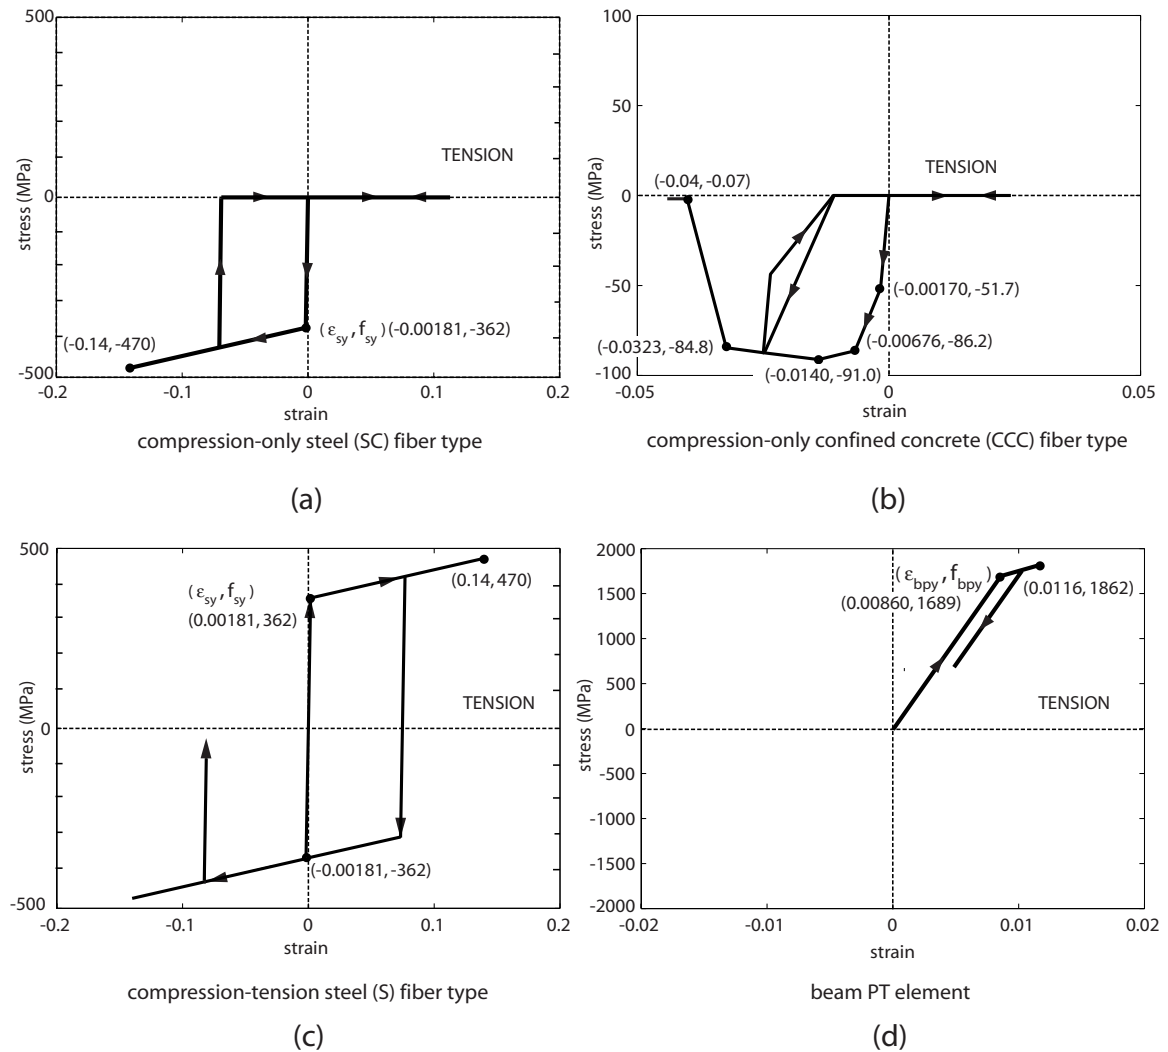 500
0
-500
stress (MPa)
TENSION
(εsy, fsy) (-0.00181, -362)
(-0.14, -470)
-0.2
-0.1
0
0.1
0.2
strain
compression-only steel (SC) fiber type
(a)
100
50
0
-50
-100
stress (MPa)
TENSION
(-0.04, -0.07)
(-0.00170, -51.7)
(-0.00676, -86.2)
(-0.0323, -84.8)
(-0.0140, -91.0)
-0.05
0
0.05
strain
compression-only confined concrete (CCC) fiber type
(b)
500
0
-500
stress (MPa)
(εsy, fsy)
(0.00181, 362)
(0.14, 470)
TENSION
(-0.00181, -362)
-0.2
-0.1
0
0.1
0.2
strain
compression-tension steel (S) fiber type
(c)
2000
1500
1000
500
0
-500
-1000
-1500
-2000
stress (MPa)
(εbpy, fbpy)
(0.00860, 1689)
(0.0116, 1862)
TENSION
-0.02
-0.01
0
0.01
0.02
strain
beam PT element
(d)